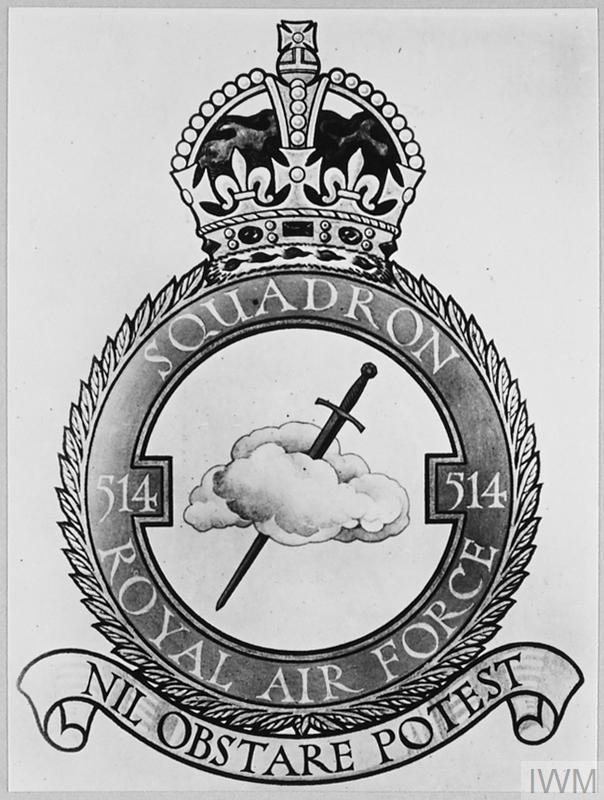 SQUADRON
514
514
ROYAL AIR FORCE
NIL OBSTARE POTEST
IWM